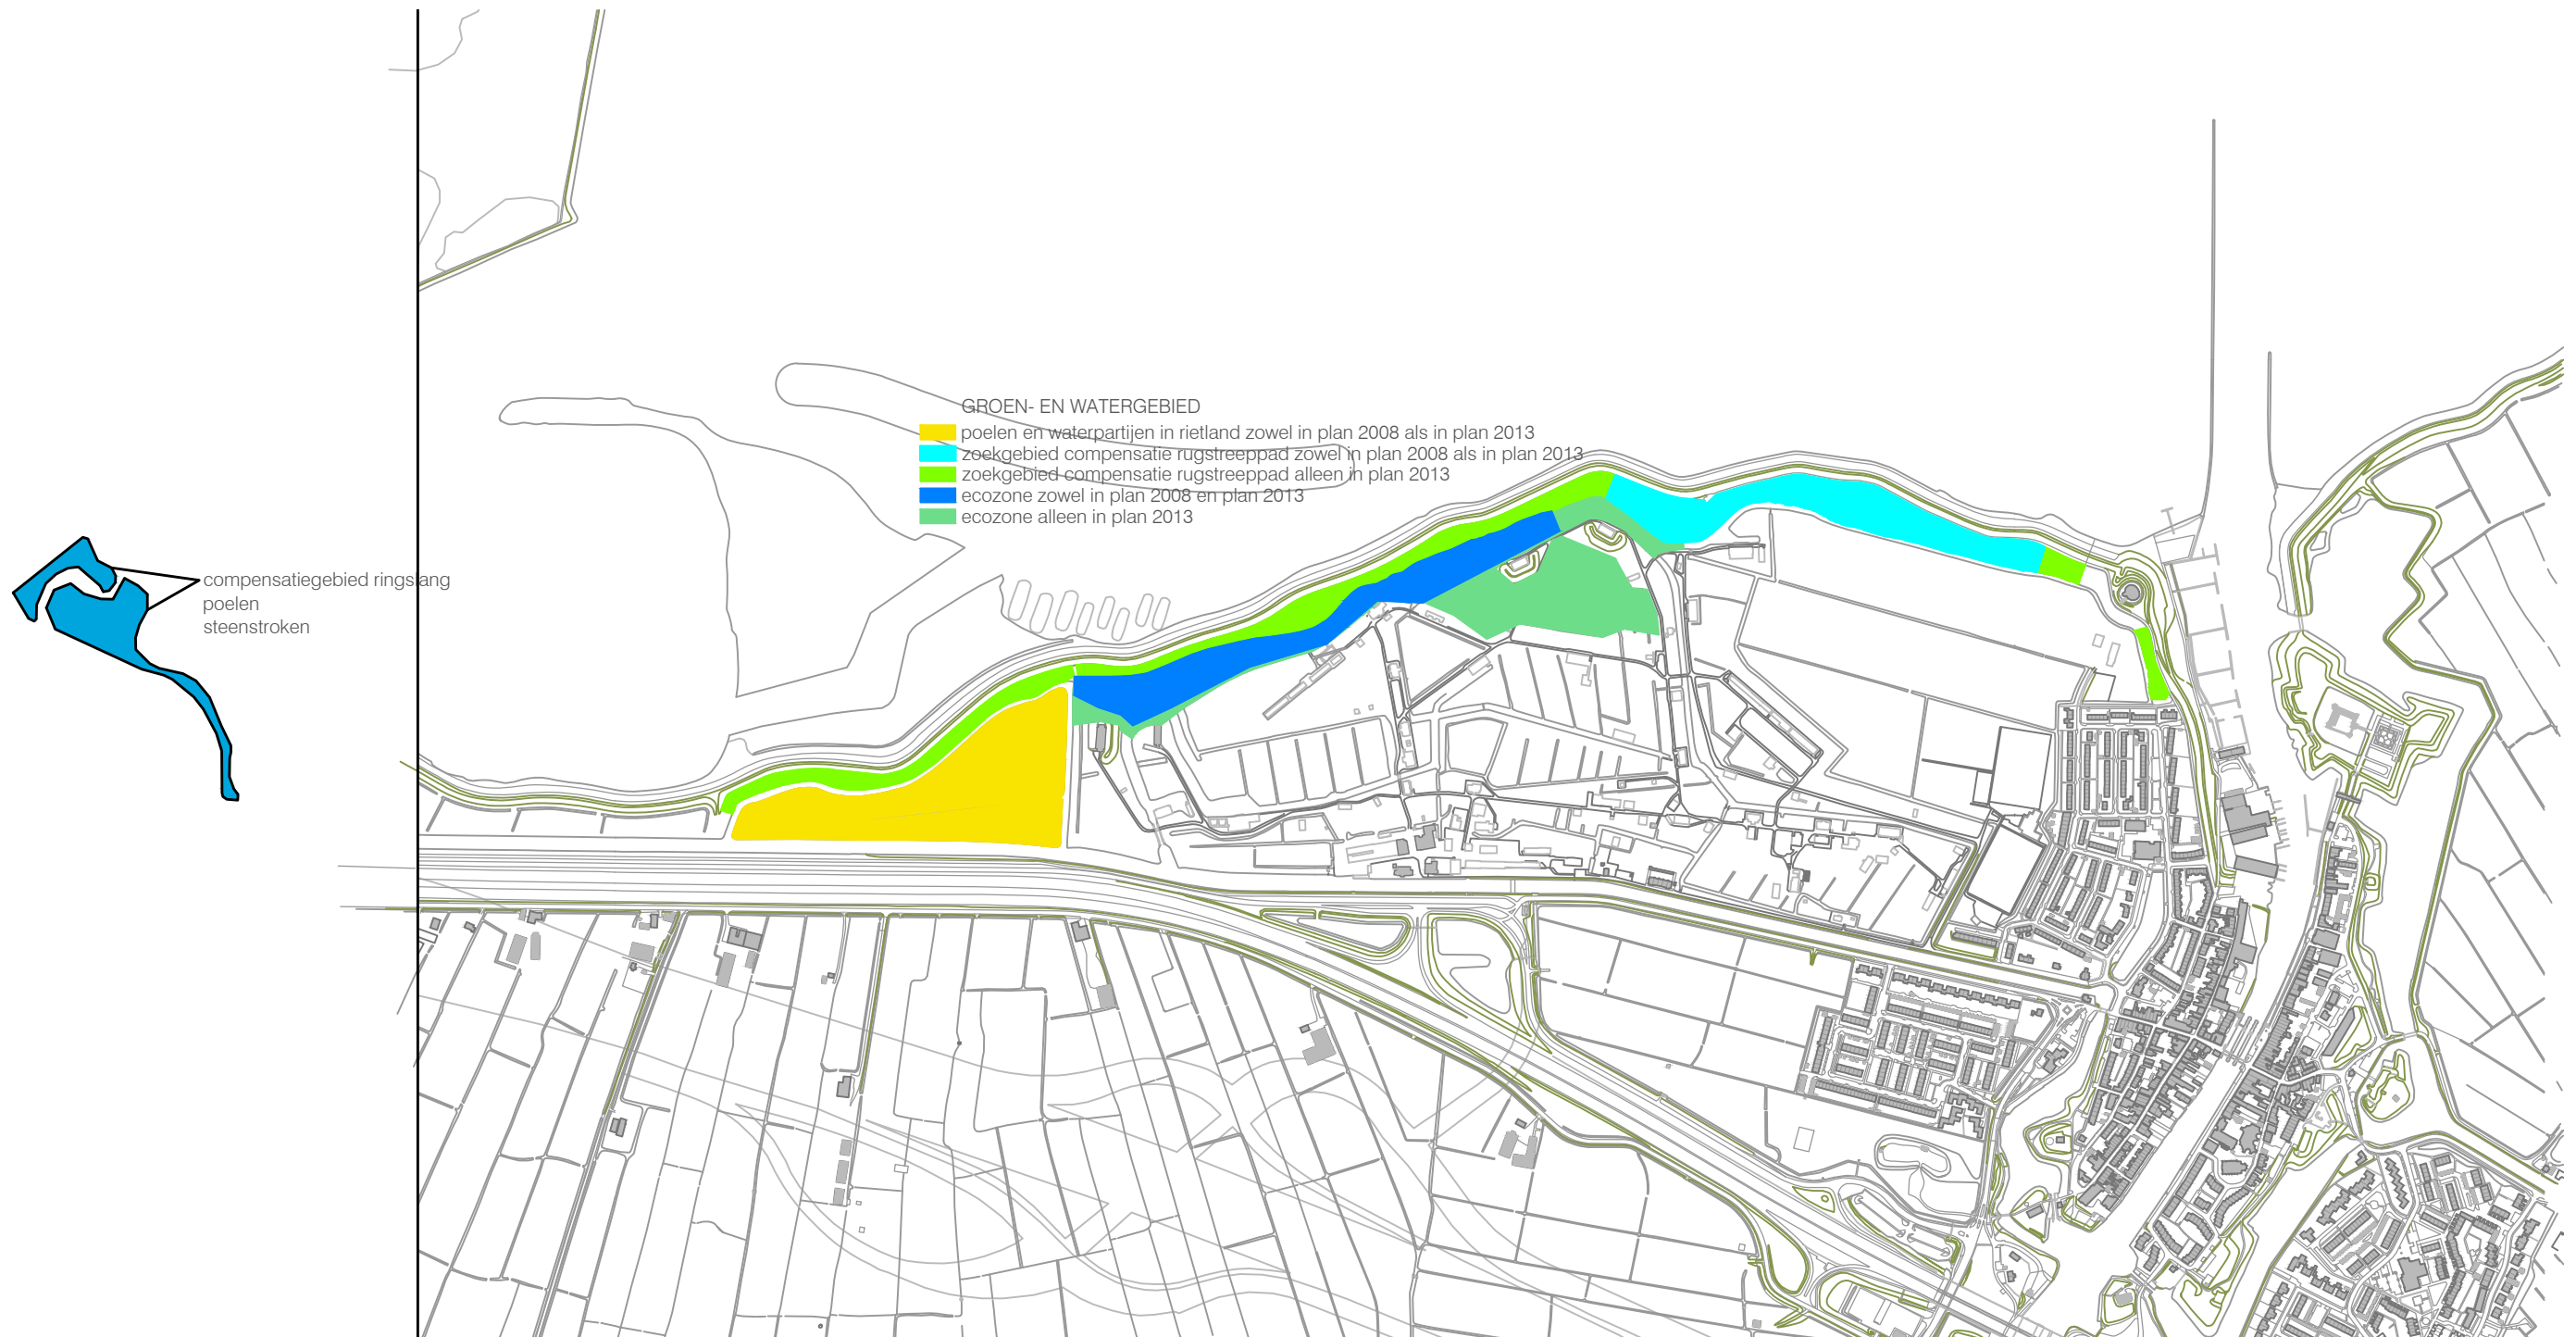 GROEN- EN WATERGEBIED
poelen en waterpartijen in rietland zowel in plan 2008 als in plan 2013
zoekgebied compensatie rugstreeppad zowel in plan 2008 als in plan 2013
zoekgebied compensatie rugstreeppad alleen in plan 2013
ecozone zowel in plan 2008 en plan 2013
ecozone alleen in plan 2013
compensatiegebied ringslang
poelen
steenstroken